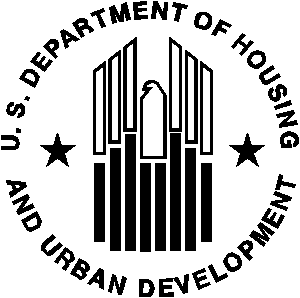 U. S. DEPARTMENT OF HOUSING
AND URBAN DEVELOPMENT